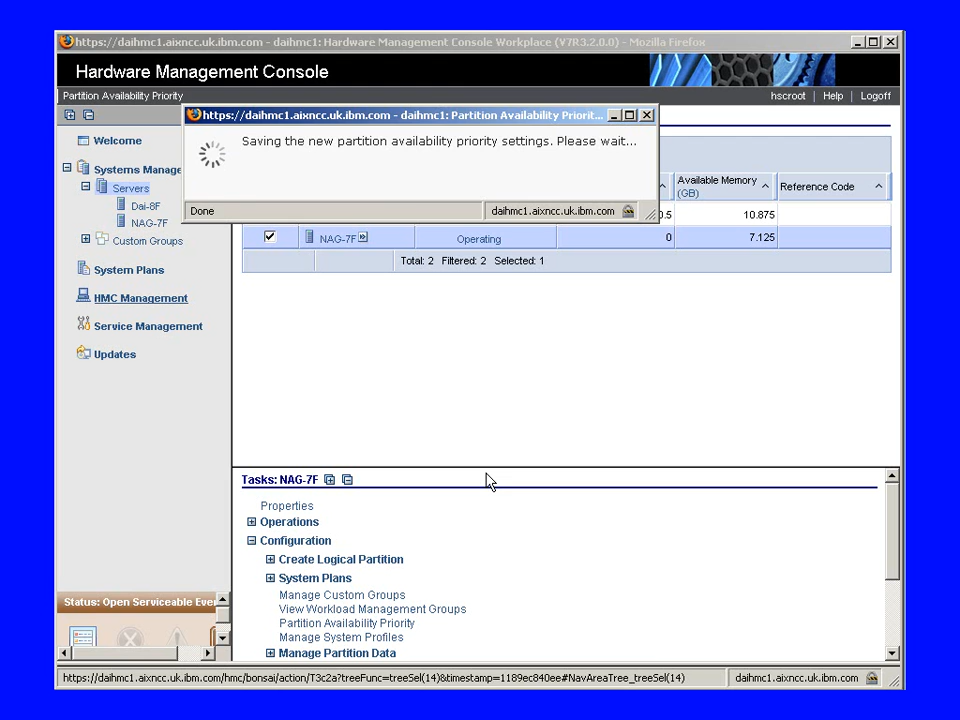 https://daihmc1.aixncc.uk.ibm.com - daihmc1: Hardware Management Console Workplace (V7R3.2.0.0) - Mozilla Firefox
Hardware Management Console
Partition Availability Priority
hscroot | Help | Logoff
https://daihmc1.aixncc.uk.ibm.com - daihmc1: Partition Availability Priorit...
Saving the new partition availability priority settings. Please wait...
Done
daihmc1.aixncc.uk.ibm.com
Welcome
Systems Manage
Servers
Dai-8F
NAG-7F
Custom Groups
System Plans
HMC Management
Service Management
Updates
Available Memory (GB)
Reference Code
0.5 10.875
NAG-7F Operating 0 7.125
Total: 2 Filtered: 2 Selected: 1
Tasks: NAG-7F
Properties
Operations
Configuration
Create Logical Partition
System Plans
Manage Custom Groups
View Workload Management Groups
Partition Availability Priority
Manage System Profiles
Manage Partition Data
Status: Open Serviceable Eve
https://daihmc1.aixncc.uk.ibm.com/hmc/bonsai/action/T3c2a?treeFunc=treeSel(14)&timestamp=1189ec840ee#NavAreaTree_treeSel(14)
daihmc1.aixncc.uk.ibm.com